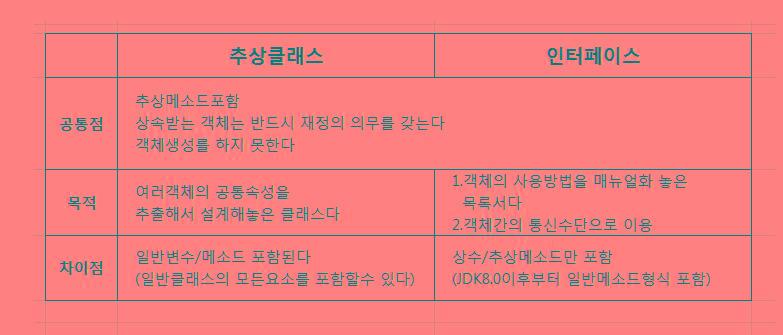 추상클래스 인터페이스
공통점
추상메소드포함
상속받는 객체는 반드시 재정의 의무를 갖는다
객체생성를 하지 못한다
목적
여러객체의 공통속성을
추출해서 설계해놓은 클래스다
1.객체의 사용방법을 매뉴얼화 놓은
목록서다
2.객체간의 통신수단으로 이용
차이점
일반변수/메소드 포함된다
(일반클래스의 모든요소를 포함할수 있다)
상수/추상메소드만 포함
(JDK8.0이후부터 일반메소드형식 포함)